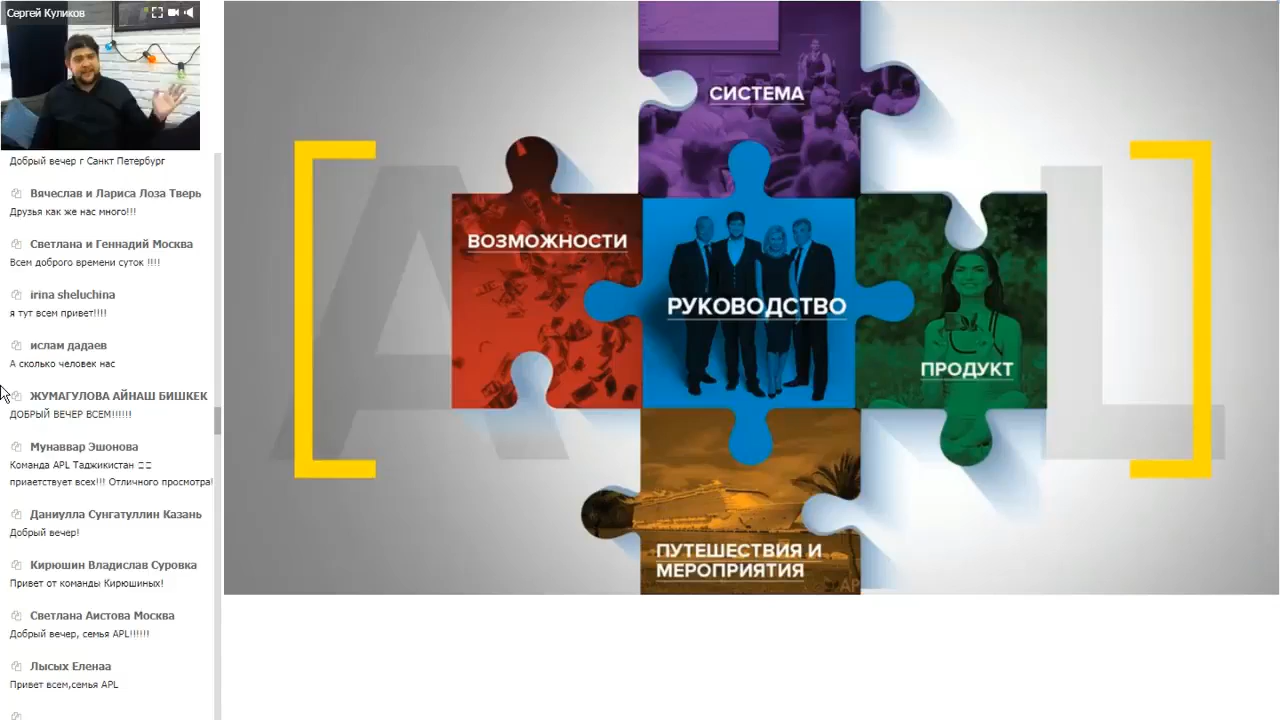 Сергей Куликов
Добрый вечер г Санкт Петербург
Вячеслав и Лариса Лоза Тверь
Друзья как же нас много!!!
Светлана и Геннадий Москва
Всем доброго времени суток !!!!
irina sheluchina
я тут всем привет!!!!
ислам дадаев
А сколько человек нас
ЖУМАГУЛОВА АЙНАШ БИШКЕК
ДОБРЫЙ ВЕЧЕР ВСЕМ!!!!!!
Мунаввар Эшонова
Команда APL Таджикистан
приаетствует всех!!! Отличного просмотра!
Даниулла Сунгатуллин Казань
Добрый вечер!
Кирюшин Владислав Суровка
Привет от команды Кирюшиных!
Светлана Аистова Москва
Добрый вечер, семья APL!!!!!!
Лысых Еленаа
Привет всем,семья APL
СИСТЕМА
ВОЗМОЖНОСТИ
РУКОВОДСТВО
ПРОДУКТ
ПУТЕШЕСТВИЯ И
МЕРОПРИЯТИЯ
A L
AP